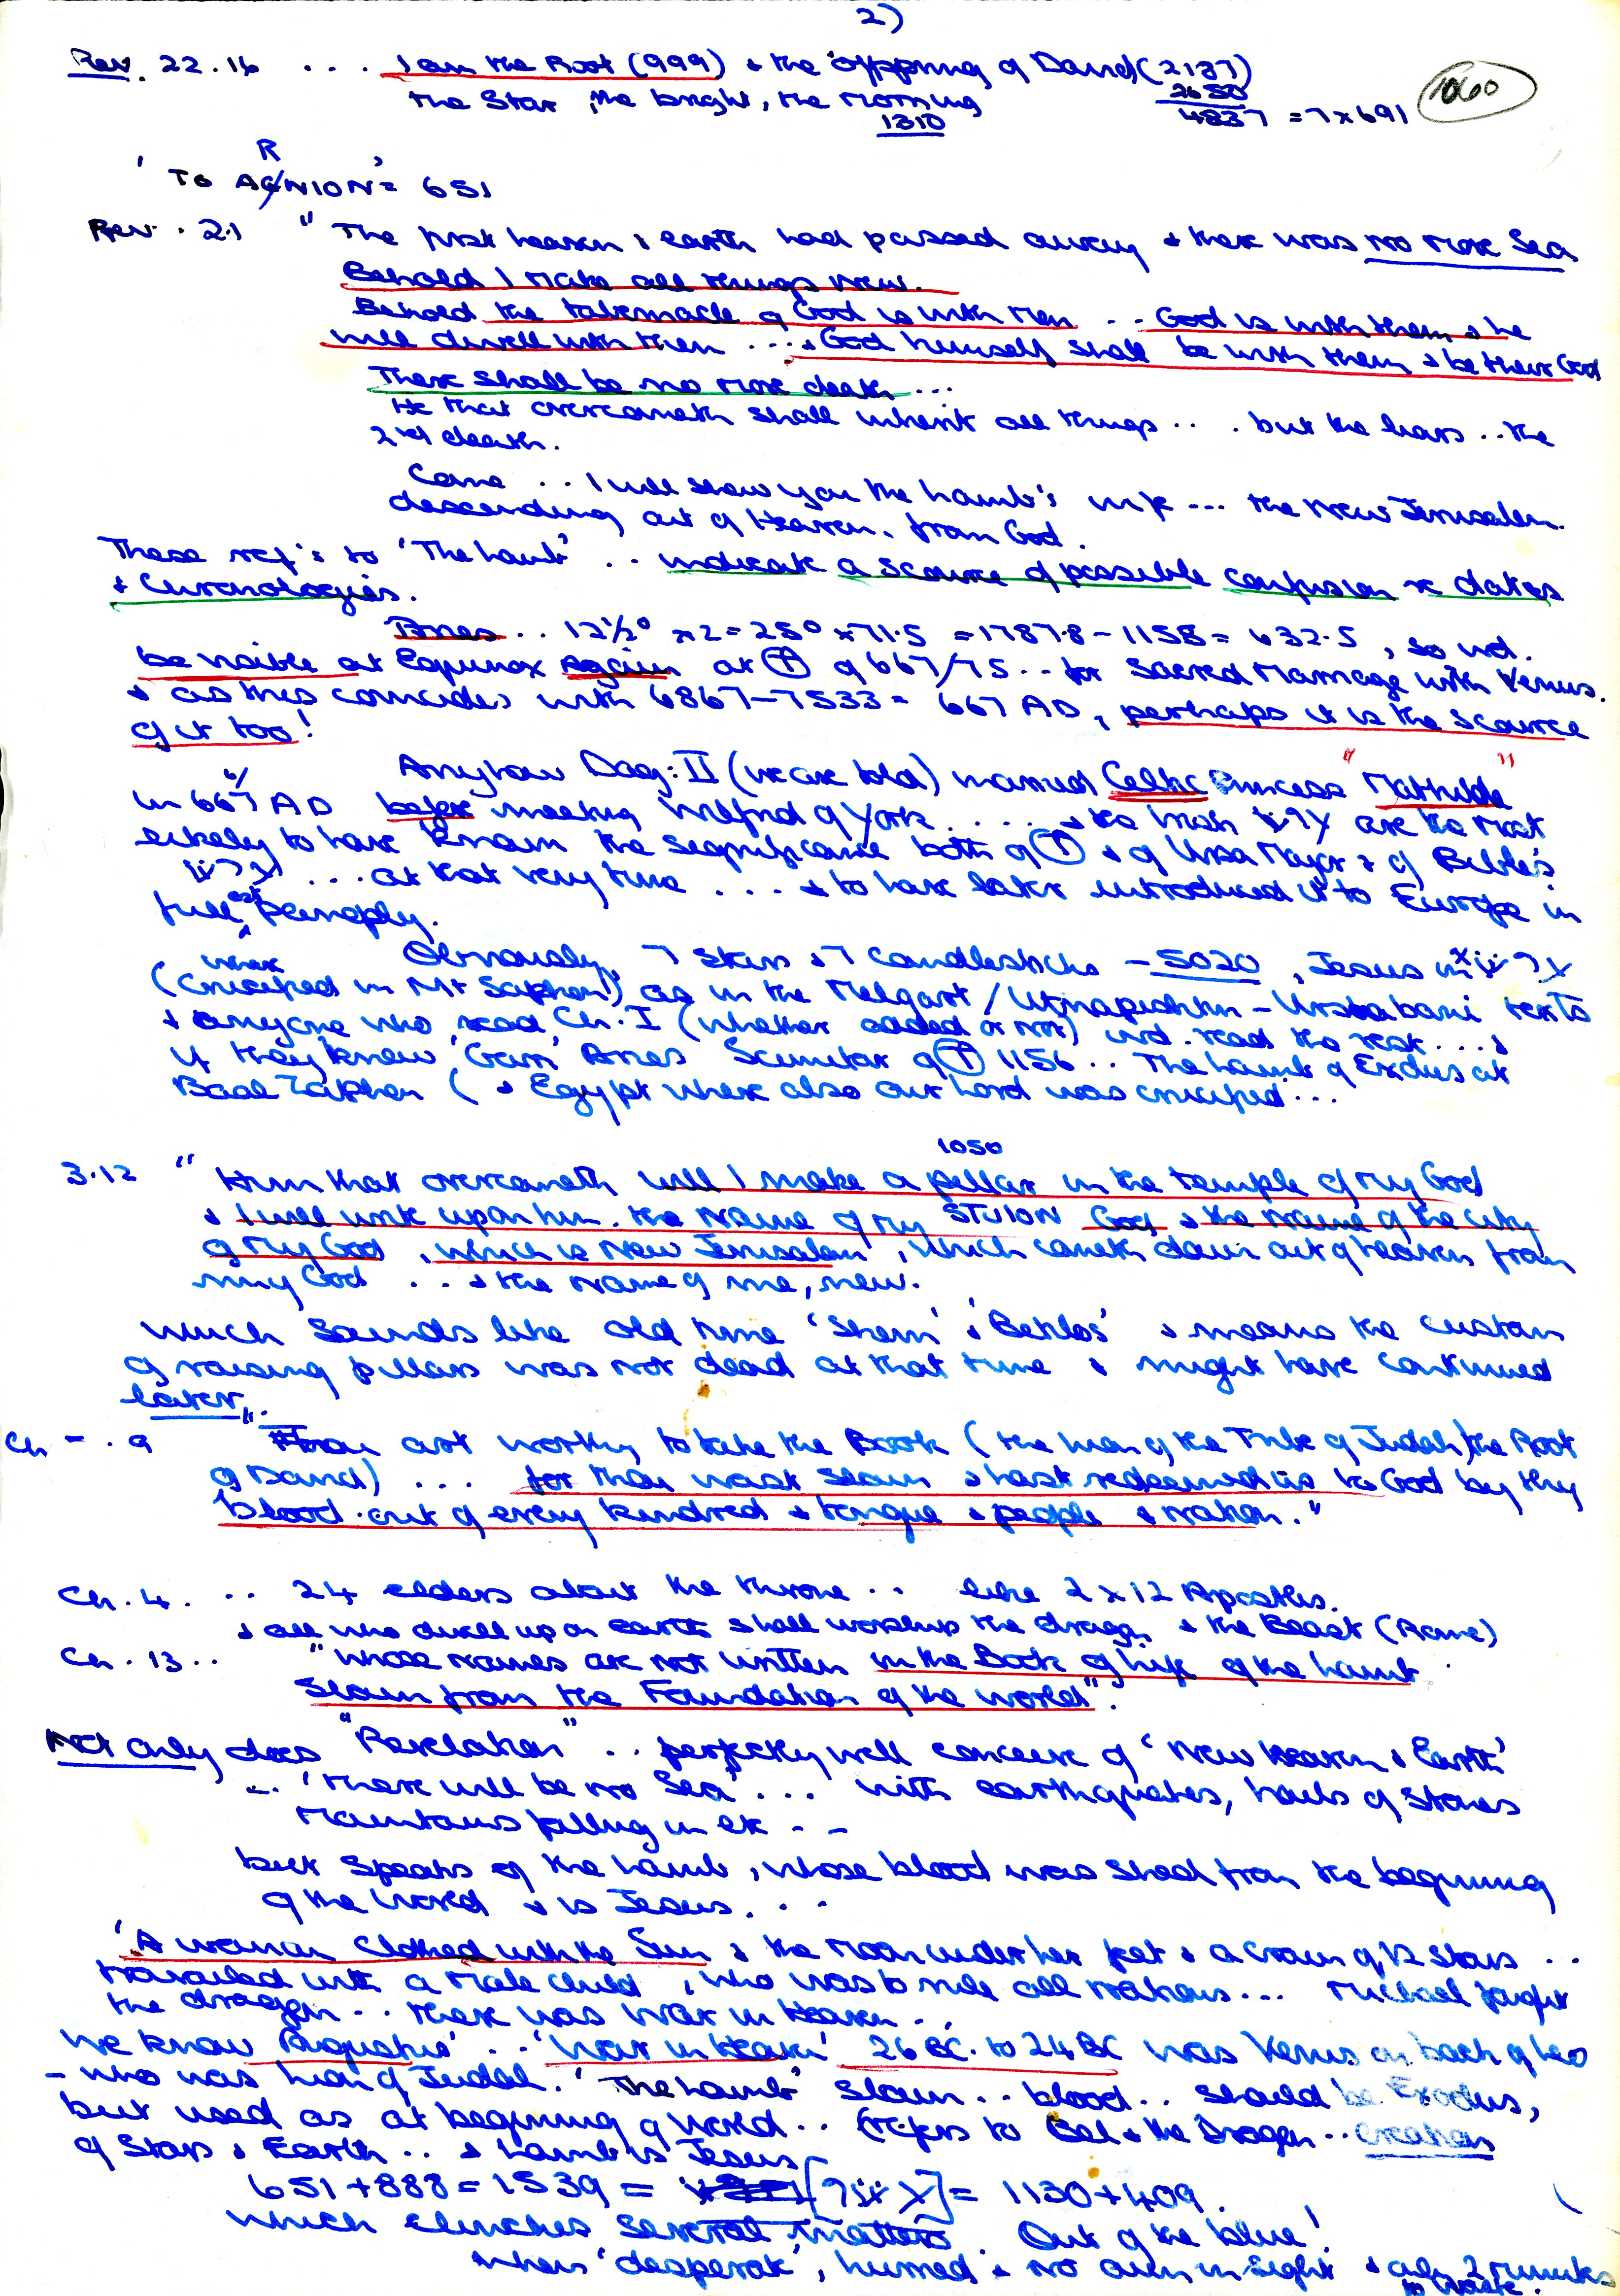 2)
Rev. 22.16 ... I am the Root (999) & the offspring of David (2137)
the Star, the bright, the Morning 2650
1310 4837 = 7x691 1060
R
'TO AGNION' = 651
Rev. 21 "The first heaven & earth had passed away & there was no more Sea
Behold I make all things new.
Behold the tabernacle of God is with Men .. God is with them & he
will dwell with them .... & God himself shall be with them & be their God
There shall be no more death ...
He that overcometh shall inherit all things ... but the liars .. the
2nd death.
Come .. I will show you the Lamb's wife ... the New Jerusalem
descending out of Heaven, from God.
These ref's to 'The Lamb' .. indicate a source of possible confusion re dates
& Chronologies.
Aries .. 12½° x2 = 25° x 71.5 = 1787.8 - 1155 = 632.5, so wd.
be visible at Equinox again at of 667/75 .. for Sacred Marriage with Venus.
& as this coincides with 6867-7533 = 667 AD, perhaps it is the source
of it too!
Anyhow Dag: II (we are told) married Celtic Princess "Mathilde"
in 667 AD before meeting Wilfrid of York ..... & the Irish are the most
likely to have known the significance both of & of Ursa Major & of Bible's
... at that very time .... & to have later introduced it to Europe in
full panoply.
Obviously, 7 Stars & 7 Candlesticks - 5020, Jesus in
(Crucified in Mt Saphon!) as in the Melqart / Utnapishtim - Urshabani texts
& anyone who read Ch. I (whether added or not) wd. read the rest ... &
if they knew, Gam, Aries Scimitar of 1156 .. The Lamb of Exodus at
Baal Zaphon (& Egypt where also our Lord was crucified ...
1050
3.12 "Him that overcometh will I make a pillar in the temple of My God
& I will write upon him the Name of my STULON God & the name of the city
of My God, which is New Jerusalem, which cometh down out of heaven from
my God ... & the name of me, new.
Which sounds like old time 'Shem' & 'Betilos' & means the custom
of raising pillars was not dead at that time & might have continued
later.
Ch - . 9 "Thou art worthy to take the Book (the Lion of the Tribe of Judah, the Root
of David) ... for thou wast slain & hast redeemed us to God by thy
blood out of every kindred & tongue & people & nation."
Ch. 4. .. 24 elders about the throne .. like 2 x 12 Apostles.
& all who dwell upon earth shall worship the dragon & the Beast (Rome)
Ch. 13.. "whose names are not written in the Book of Life of the Lamb
Slain from the Foundation of the world".
Not only does "Revelation" .. perfectly well conceive of 'New Heaven & Earth'
... 'There will be no Sea' ... with earthquakes, hails of Stones
Mountains falling in etc ..
but speaks of the Lamb, whose blood was shed from the beginning
of the World & is Jesus...
'A woman clothed with the Sun & the Moon under her feet & a crown of 12 stars ..
travailed with a Male Child, who was to rule all nations ... Michael fought
the dragon .. there was War in Heaven ..
We know 'Augustus' .. 'War in Heaven' 26 BC. to 24 BC was Venus on back of Leo
- who was Lion of Judah. 'The Lamb' Slain .. blood .. should be Exodus,
but used as at beginning of World .. (refers to Bel & the Dragon .. Creation
of Stars & Earth .. & Lamb is Jesus
651 + 888 = 1539 = = 1130 + 409.
which clinches several matters. Out of the blue!
When 'desperate', hurried & no aim in sight & only 2 minutes
to waste.